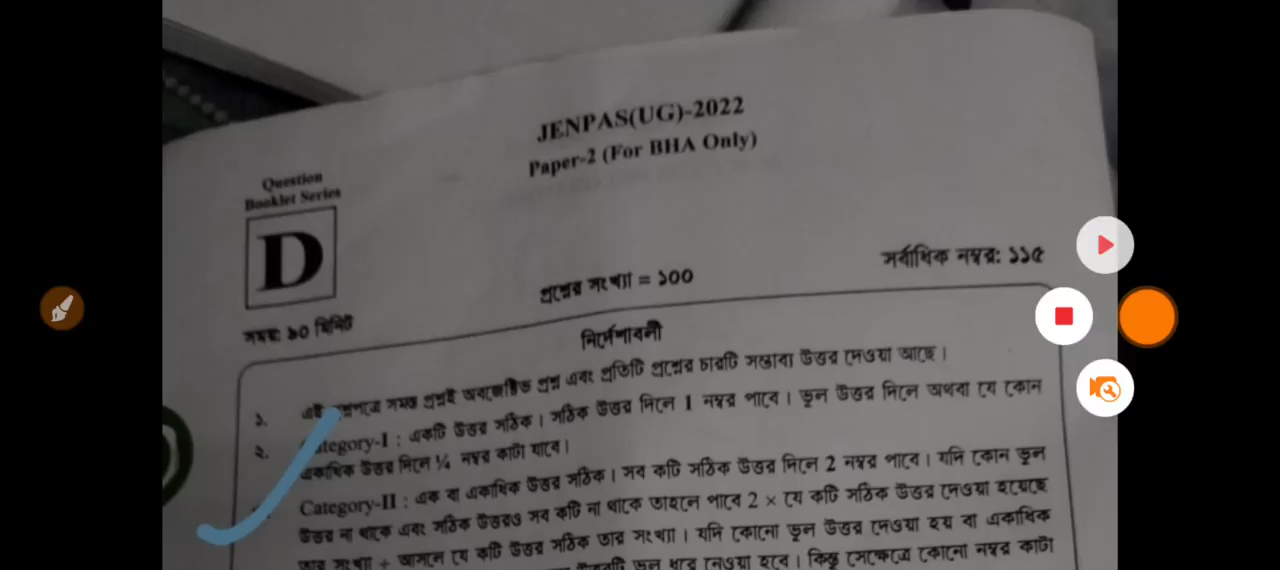 JENPAS(UG)-2022
Paper-2 (For BHA Only)
Question
Booklet Series
D
সর্বাধিক নম্বর: ১১৫
প্রশ্নের সংখ্যা = ১০০
সময়: ৯০ মিনিট
নির্দেশাবলী
১. এই প্রশ্নপত্রে সমস্ত প্রশ্নই অবজেক্টিভ প্রশ্ন এবং প্রতিটি প্রশ্নের চারটি সম্ভাব্য উত্তর দেওয়া আছে।
২. Category-I : একটি উত্তর সঠিক। সঠিক উত্তর দিলে 1 নম্বর পাবে। ভুল উত্তর দিলে অথবা যে কোন
একাধিক উত্তর দিলে ¼ নম্বর কাটা যাবে।
Category-II : এক বা একাধিক উত্তর সঠিক। সব কটি সঠিক উত্তর দিলে 2 নম্বর পাবে। যদি কোন ভুল
উত্তর না থাকে এবং সঠিক উত্তরও সব কটি না থাকে তাহলে পাবে 2 × যে কটি সঠিক উত্তর দেওয়া হয়েছে
তার সংখ্যা ÷ আসলে যে কটি উত্তর সঠিক তার সংখ্যা। যদি কোনো ভুল উত্তর দেওয়া হয় বা একাধিক
উত্তরটি ভুল ধরে নেওয়া হবে। কিন্তু সেক্ষেত্রে কোনো নম্বর কাটা